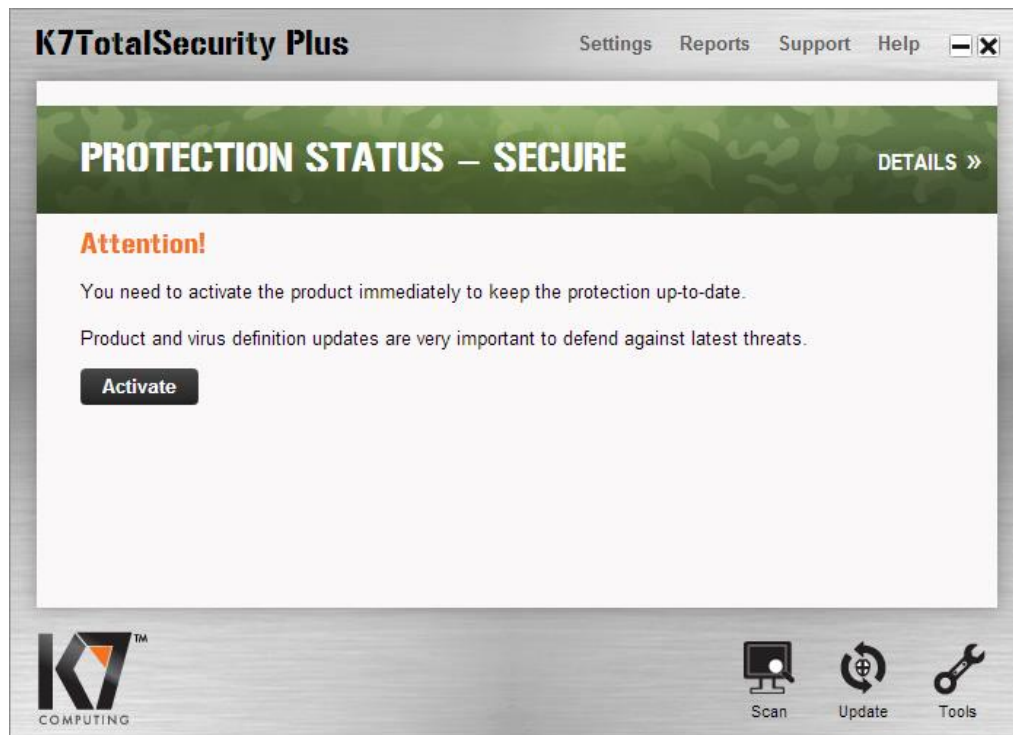 K7TotalSecurity Plus
Settings Reports Support Help
PROTECTION STATUS – SECURE
DETAILS »
Attention!
You need to activate the product immediately to keep the protection up-to-date.
Product and virus definition updates are very important to defend against latest threats.
Activate
K7 TM
COMPUTING
Scan Update Tools